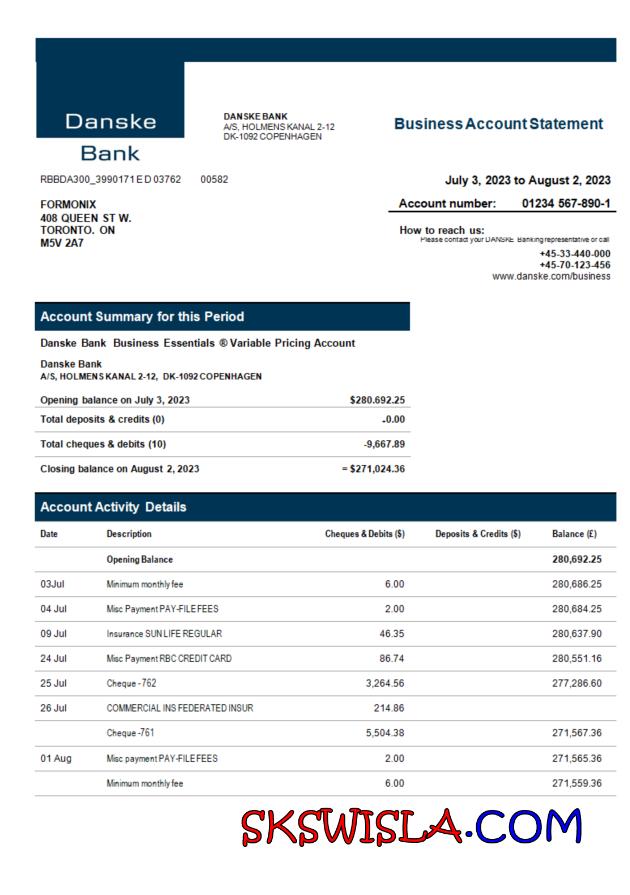 Danske
Bank
DANSKE BANK
A/S, HOLMENS KANAL 2-12
DK-1092 COPENHAGEN
Business Account Statement
RBBDA300_3990171 E D 03762 00582
July 3, 2023 to August 2, 2023
FORMONIX
408 QUEEN ST W.
TORONTO. ON
M5V 2A7
Account number: 01234 567-890-1
How to reach us:
Please contact your DANSKE Banking representative or call
+45-33-440-000
+45-70-123-456
www.danske.com/business
Account Summary for this Period
Danske Bank Business Essentials ® Variable Pricing Account
Danske Bank
A/S, HOLMENS KANAL 2-12, DK-1092 COPENHAGEN
Opening balance on July 3, 2023 $280.692.25
Total deposits & credits (0) -0.00
Total cheques & debits (10) -9,667.89
Closing balance on August 2, 2023 = $271,024.36
Account Activity Details
Date Description Cheques & Debits ($) Deposits & Credits ($) Balance (£)
Opening Balance 280,692.25
03Jul Minimum monthly fee 6.00 280,686.25
04 Jul Misc Payment PAY-FILE FEES 2.00 280,684.25
09 Jul Insurance SUN LIFE REGULAR 46.35 280,637.90
24 Jul Misc Payment RBC CREDIT CARD 86.74 280,551.16
25 Jul Cheque -762 3,264.56 277,286.60
26 Jul COMMERCIAL INS FEDERATED INSUR 214.86
Cheque -761 5,504.38 271,567.36
01 Aug Misc payment PAY-FILE FEES 2.00 271,565.36
Minimum monthly fee 6.00 271,559.36
SKSWISLA.COM